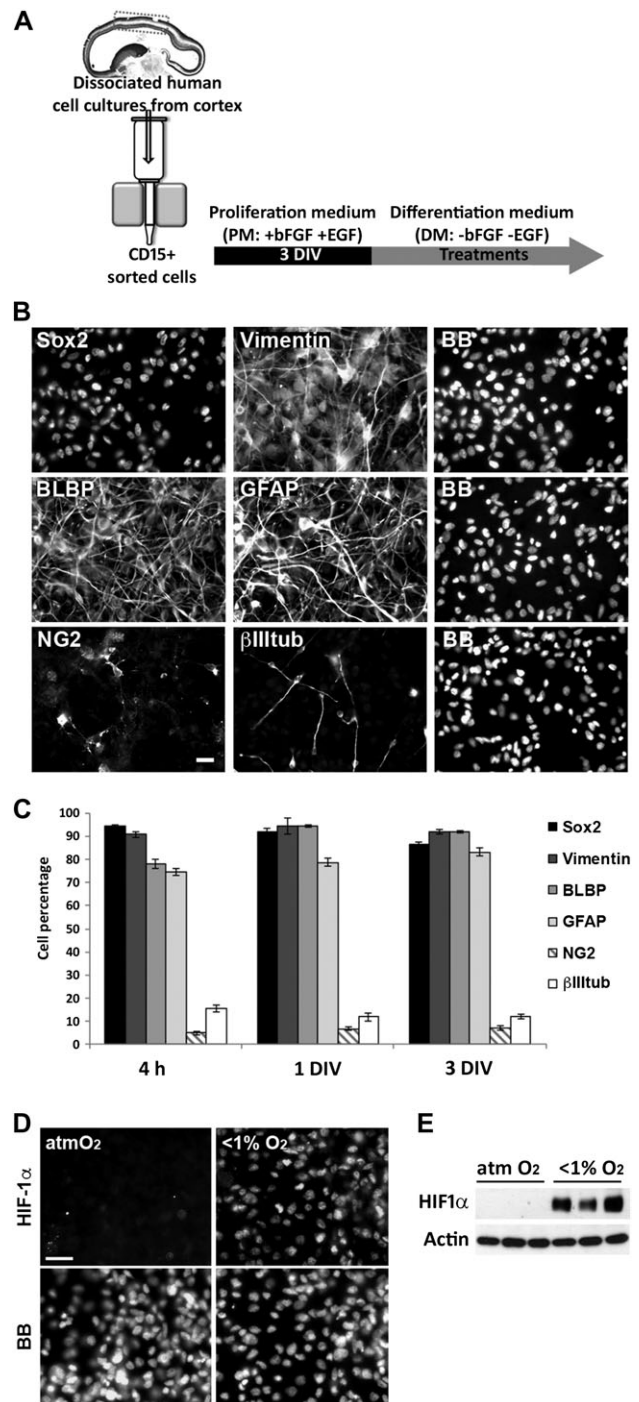 A
Dissociated human
cell cultures from cortex
CD15+
sorted cells
Proliferation medium
(PM: +bFGF +EGF)
3 DIV
Differentiation medium
(DM: -bFGF -EGF)
Treatments
B
Sox2 Vimentin BB
BLBP GFAP BB
NG2 βIIItub BB
C
Cell percentage
100
90
80
70
60
50
40
30
20
10
0
4 h 1 DIV 3 DIV
Sox2
Vimentin
BLBP
GFAP
NG2
βIIItub
D
atmO2 <1% O2
HIF-1α
BB
E
atm O2 <1% O2
HIF1α
Actin